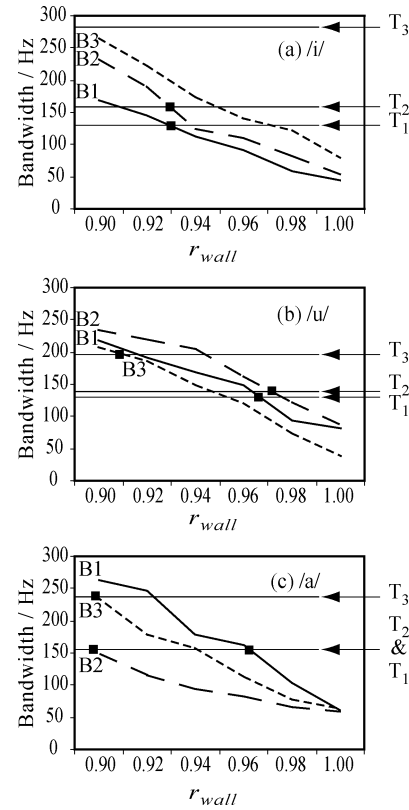 300
250
200
150
100
50
0
Bandwidth / Hz
B3
B2
B1
(a) /i/
T3
T2
T1
0.90 0.92 0.94 0.96 0.98 1.00
r wall
300
250
200
150
100
50
0
Bandwidth / Hz
B2
B1
B3
(b) /u/
T3
T2
T1
0.90 0.92 0.94 0.96 0.98 1.00
r wall
300
250
200
150
100
50
0
Bandwidth / Hz
B1
B3
B2
(c) /a/
T3
T2
&
T1
0.90 0.92 0.94 0.96 0.98 1.00
r wall